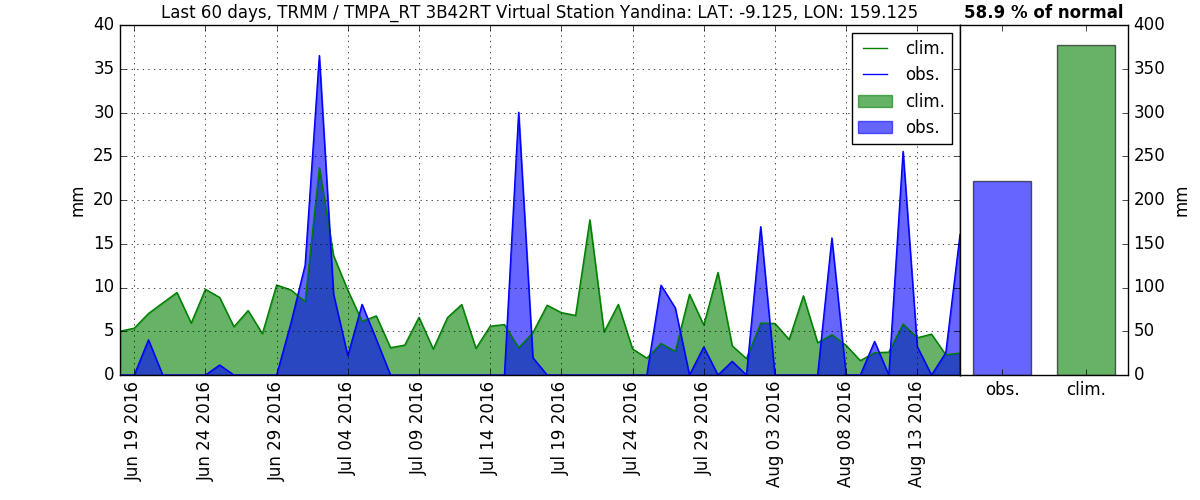 Last 60 days, TRMM / TMPA_RT 3B42RT Virtual Station Yandina: LAT: -9.125, LON: 159.125
58.9 % of normal
40
35
30
25
20
15
10
5
0
mm
clim.
obs.
clim.
obs.
Jun 19 2016
Jun 24 2016
Jun 29 2016
Jul 04 2016
Jul 09 2016
Jul 14 2016
Jul 19 2016
Jul 24 2016
Jul 29 2016
Aug 03 2016
Aug 08 2016
Aug 13 2016
400
350
300
250
200
150
100
50
0
mm
obs.
clim.